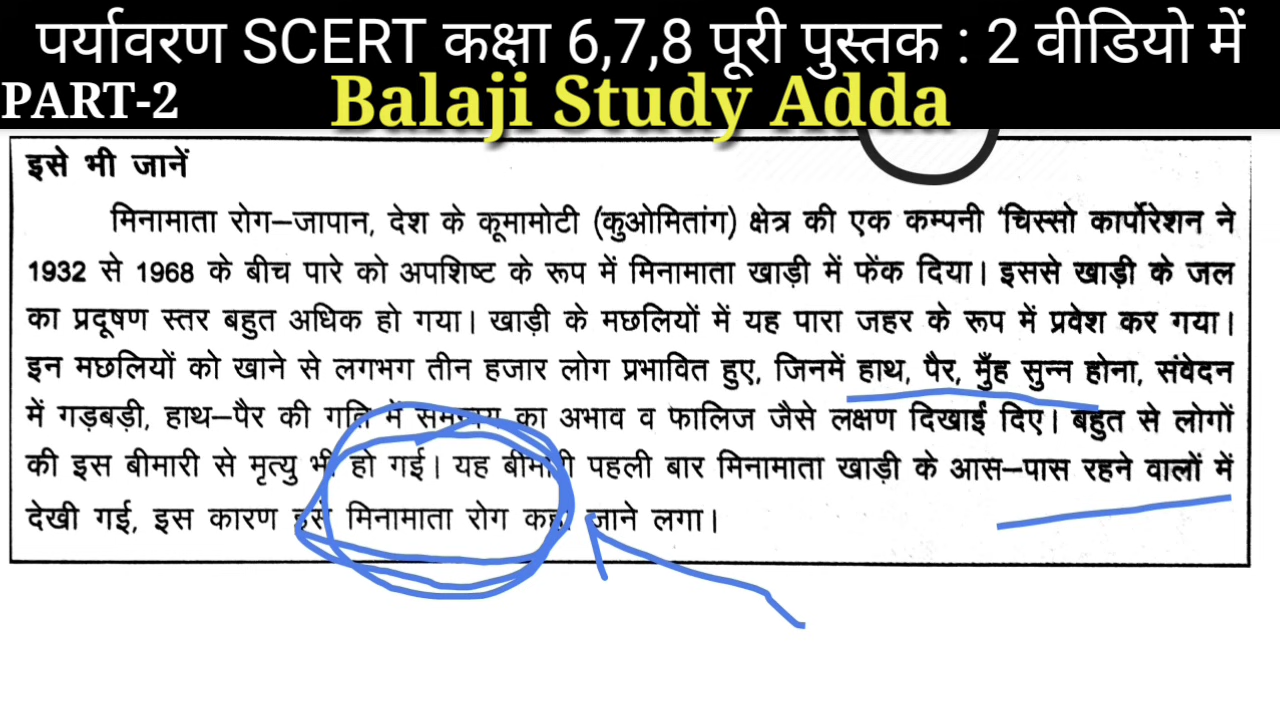 पर्यावरण SCERT कक्षा 6,7,8 पूरी पुस्तक : 2 वीडियो में
PART-2 Balaji Study Adda
इसे भी जानें
मिनामाता रोग–जापान, देश के कूमामोटी (कुओमितांग) क्षेत्र की एक कम्पनी 'चिस्सो कार्पोरेशन ने
1932 से 1968 के बीच पारे को अपशिष्ट के रूप में मिनामाता खाड़ी में फेंक दिया। इससे खाड़ी के जल
का प्रदूषण स्तर बहुत अधिक हो गया। खाड़ी के मछलियों में यह पारा जहर के रूप में प्रवेश कर गया।
इन मछलियों को खाने से लगभग तीन हजार लोग प्रभावित हुए, जिनमें हाथ, पैर, मुँह सुन्न होना, संवेदन
में गड़बड़ी, हाथ–पैर की गति में समन्वय का अभाव व फालिज जैसे लक्षण दिखाई दिए। बहुत से लोगों
की इस बीमारी से मृत्यु भी हो गई। यह बीमारी पहली बार मिनामाता खाड़ी के आस–पास रहने वालों में
देखी गई, इस कारण इसे मिनामाता रोग कहा जाने लगा।